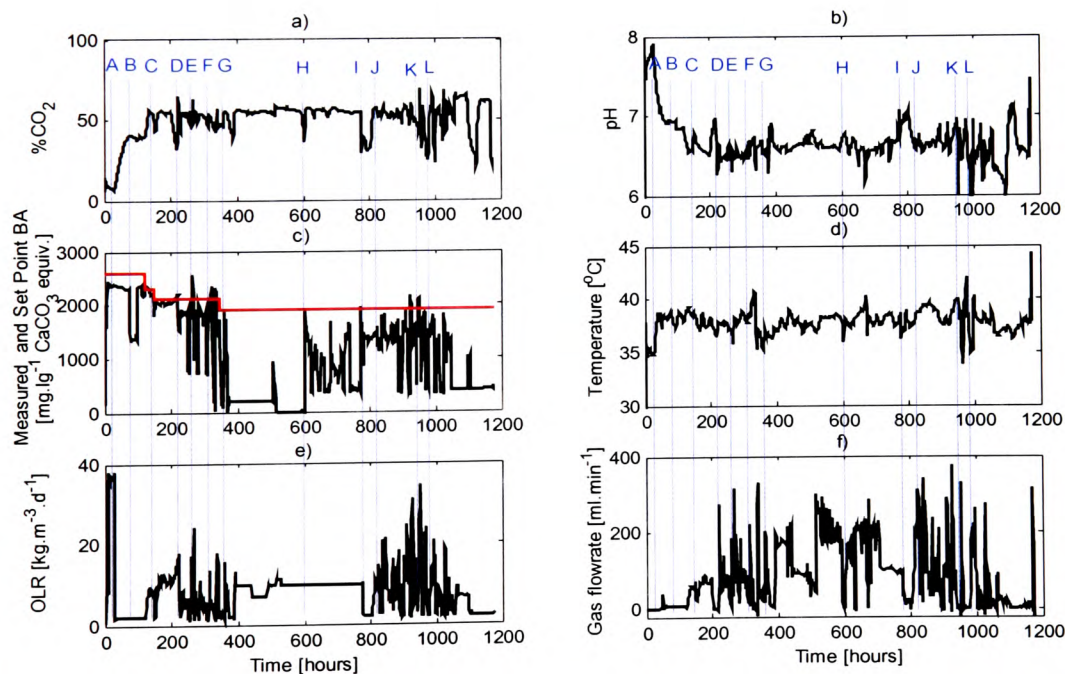 a)
100
50
0
%CO2
A B C D E F G H I J K L
0 200 400 600 800 1000 1200
b)
8
7
6
pH
A B C D E F G H I J K L
0 200 400 600 800 1000 1200
c)
3000
2000
1000
0
Measured and Set Point BA
[mg.lg-1 CaCO3 equiv.]
0 200 400 600 800 1000 1200
d)
45
40
35
30
Temperature [oC]
0 200 400 600 800 1000 1200
e)
40
20
0
OLR [kg.m-3.d-1]
0 200 400 600 800 1000 1200
Time [hours]
f)
400
200
0
Gas flowrate [ml.min-1]
0 200 400 600 800 1000 1200
Time [hours]